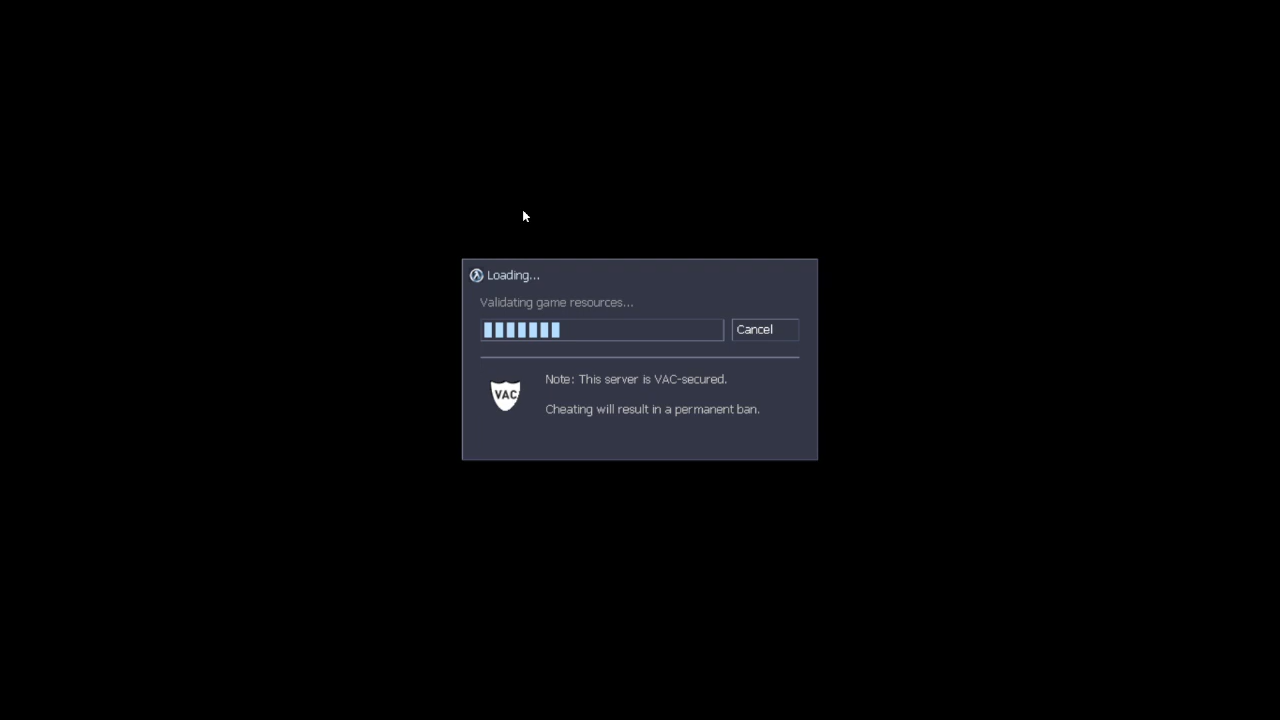 Loading...
Validating game resources...
Cancel
VAC
Note: This server is VAC-secured.
Cheating will result in a permanent ban.